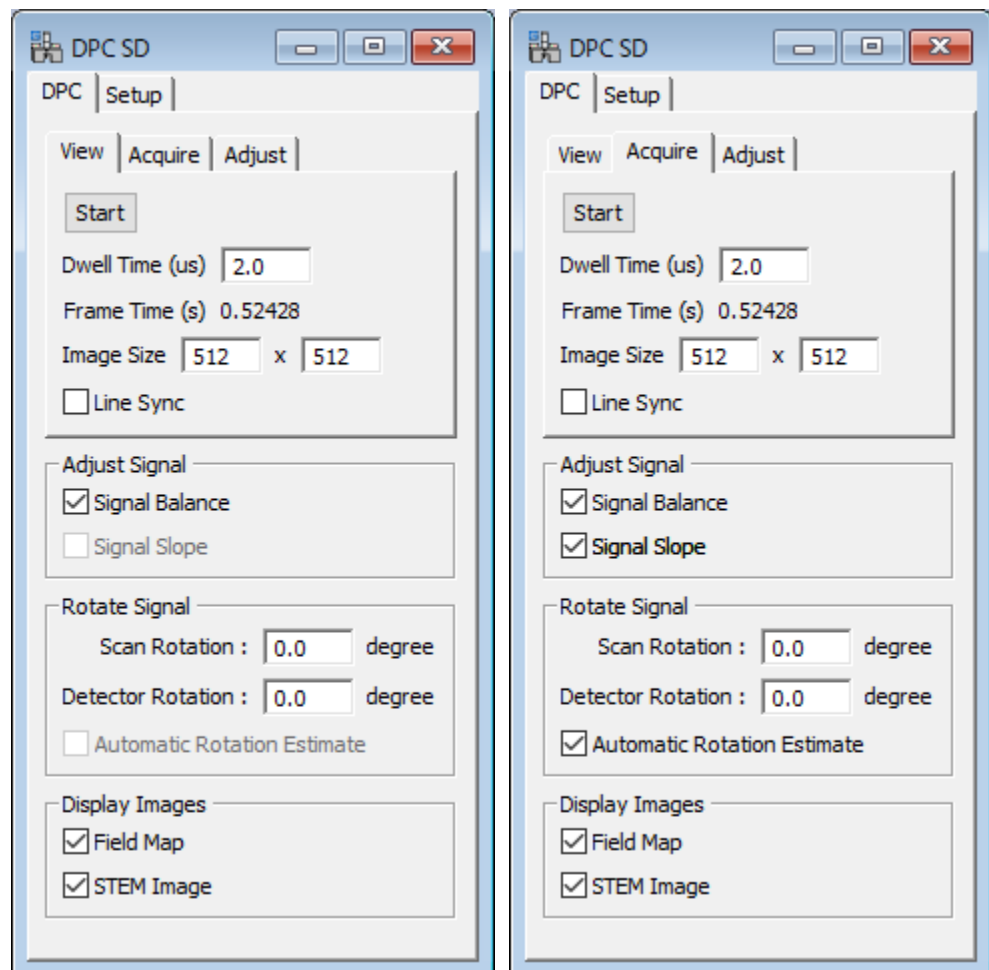 DPC SD
DPC Setup
View Acquire Adjust
Start
Dwell Time (us) 2.0
Frame Time (s) 0.52428
Image Size 512 x 512
Line Sync
Adjust Signal
Signal Balance
Signal Slope
Rotate Signal
Scan Rotation : 0.0 degree
Detector Rotation : 0.0 degree
Automatic Rotation Estimate
Display Images
Field Map
STEM Image
DPC SD
DPC Setup
View Acquire Adjust
Start
Dwell Time (us) 2.0
Frame Time (s) 0.52428
Image Size 512 x 512
Line Sync
Adjust Signal
Signal Balance
Signal Slope
Rotate Signal
Scan Rotation : 0.0 degree
Detector Rotation : 0.0 degree
Automatic Rotation Estimate
Display Images
Field Map
STEM Image